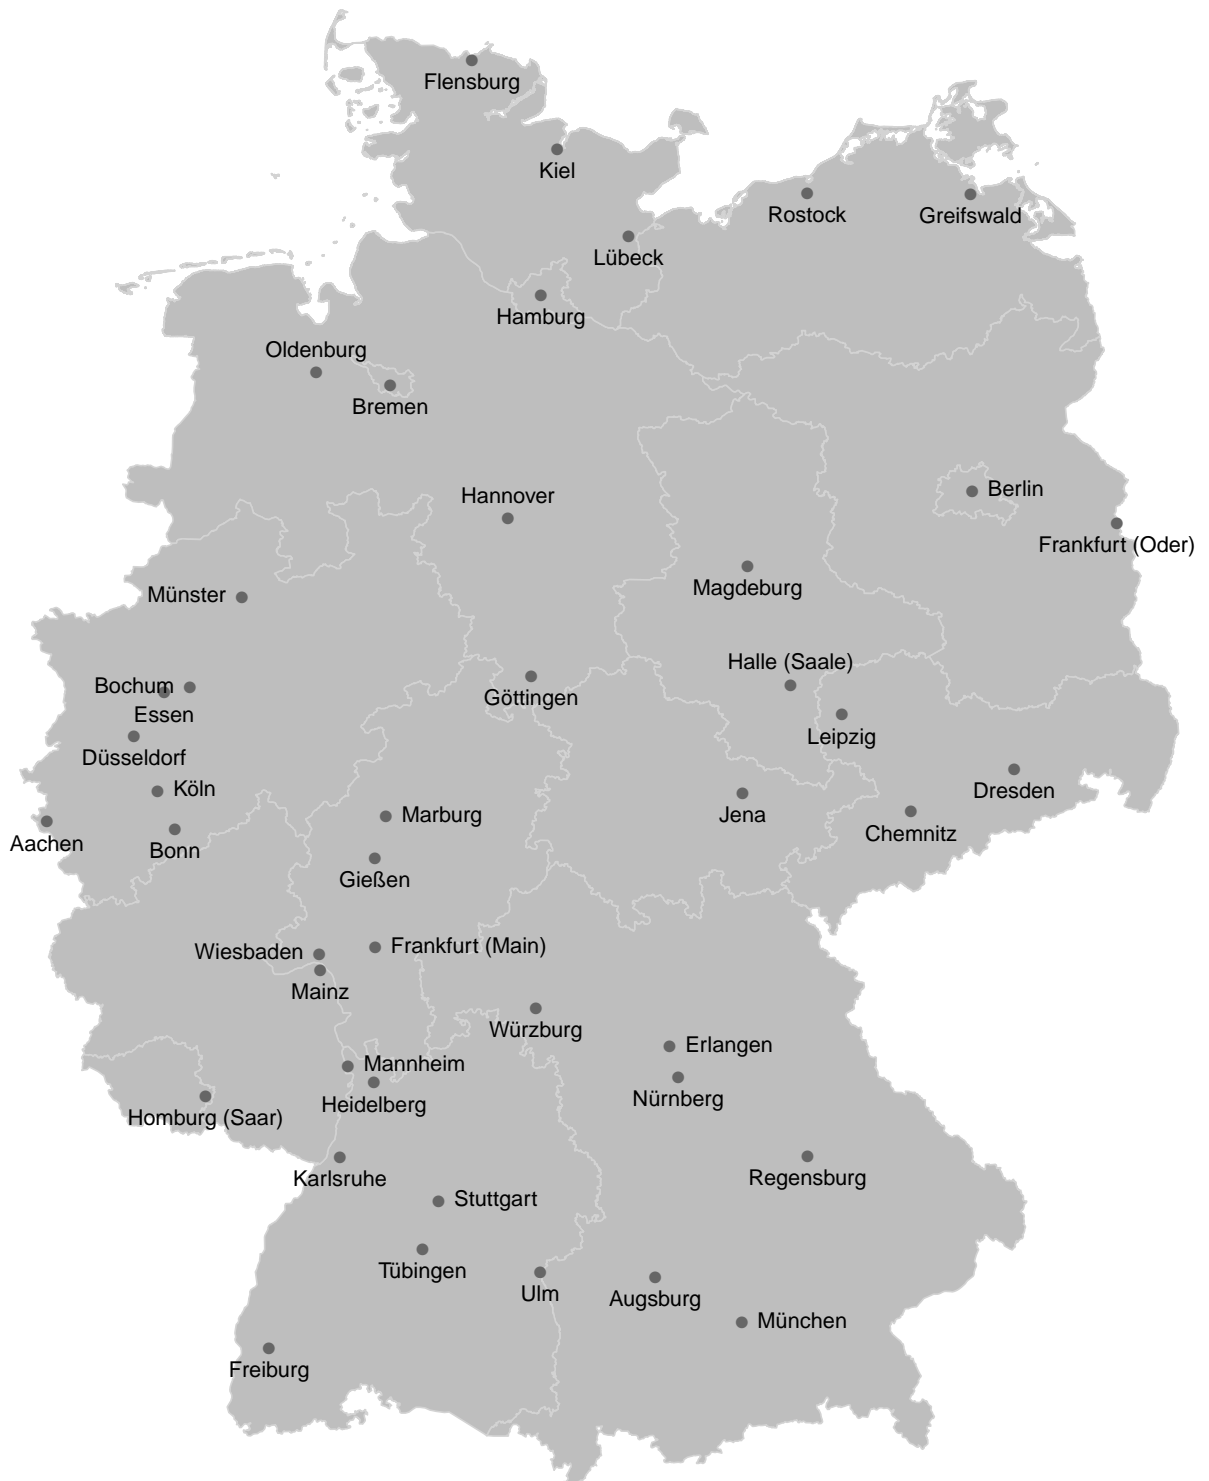 Flensburg
Kiel
Rostock
Greifswald
Lübeck
Hamburg
Oldenburg
Bremen
Hannover
Berlin
Frankfurt (Oder)
Magdeburg
Münster
Halle (Saale)
Bochum
Göttingen
Essen
Leipzig
Düsseldorf
Köln
Dresden
Marburg
Jena
Chemnitz
Aachen
Bonn
Gießen
Wiesbaden
Frankfurt (Main)
Mainz
Würzburg
Erlangen
Mannheim
Nürnberg
Heidelberg
Homburg (Saar)
Karlsruhe
Regensburg
Stuttgart
Tübingen
Ulm
Augsburg
München
Freiburg